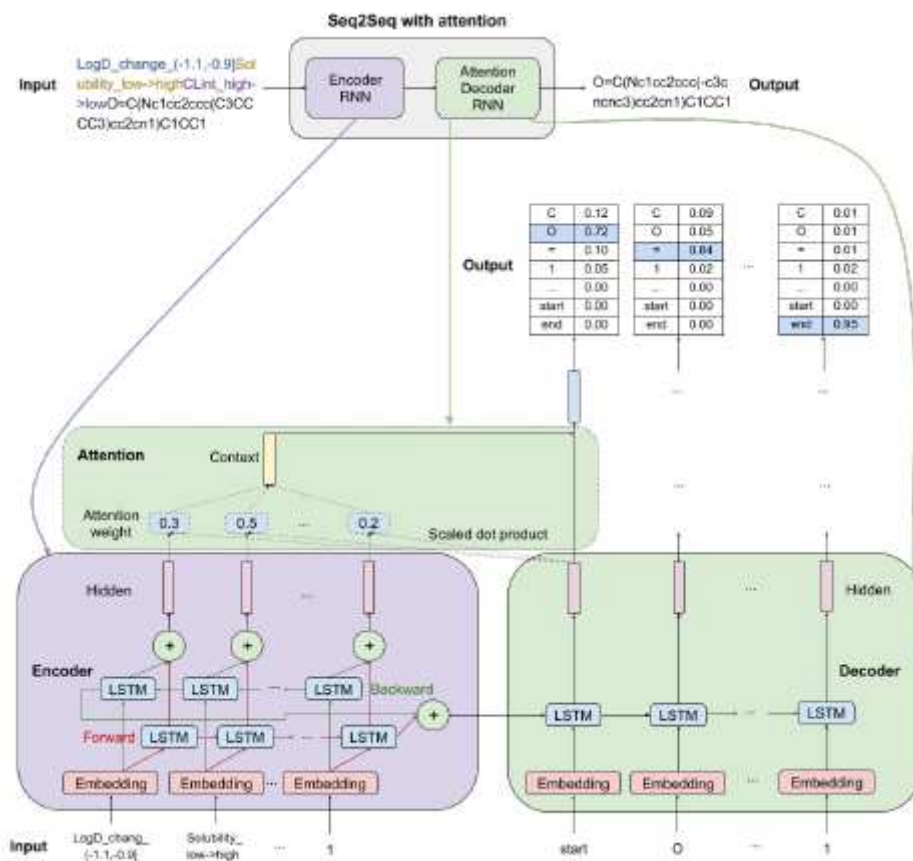 Seq2Seq with attention
Input
LogD_change_(-1.1,-0.9]Sol
ubility_low->highCLint_high-
>lowO=C(Nc1cc2ccc(C3CC
CC3)cc2cn1)C1CC1
Encoder
RNN
Attention
Decodar
RNN
O=C(Nc1cc2ccc(-c3c
ncnc3)cc2cn1)C1CC1
Output
Output
C 0.12
O 0.72
= 0.10
1 0.05
... 0.00
start 0.00
end 0.00
C 0.09
O 0.05
= 0.84
1 0.02
... 0.00
start 0.00
end 0.00
...
C 0.01
O 0.01
= 0.01
1 0.02
... 0.00
start 0.00
end 0.95
... ...
Attention
Context
... ...
Attention
weight
0.3 0.5 ... 0.2
Scaled dot product
Hidden
...
... Hidden
+ + +
Encoder
Decoder
LSTM LSTM ... LSTM
Backward
+
Forward
LSTM LSTM ... LSTM
LSTM LSTM ... LSTM
Embedding Embedding ... Embedding
Embedding Embedding ... Embedding
Input
LogD_chang_
(-1.1,-0.9]
Solubility_
low->high
... 1
start O ... 1